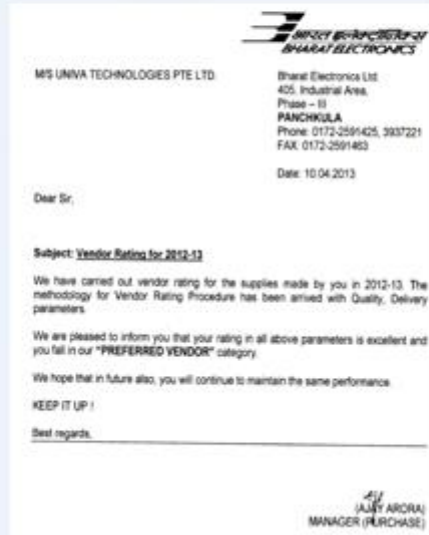 भारत इलेक्ट्रॉनिक्स
BHARAT ELECTRONICS
M/S UNIVA TECHNOLOGIES PTE LTD.
Bharat Electronics Ltd
405, Industrial Area,
Phase – III
PANCHKULA
Phone: 0172-2591425, 3937221
FAX: 0172-2591463
Date: 10.04.2013
Dear Sir,
Subject: Vendor Rating for 2012-13
We have carried out vendor rating for the supplies made by you in 2012-13. The
methodology for Vendor Rating Procedure has been arrived with Quality, Delivery
parameters.
We are pleased to inform you that your rating in all above parameters is excellent and
you fall in our "PREFERRED VENDOR" category.
We hope that in future also, you will continue to maintain the same performance.
KEEP IT UP !
Best regards,
(AJAY ARORA)
MANAGER (PURCHASE)